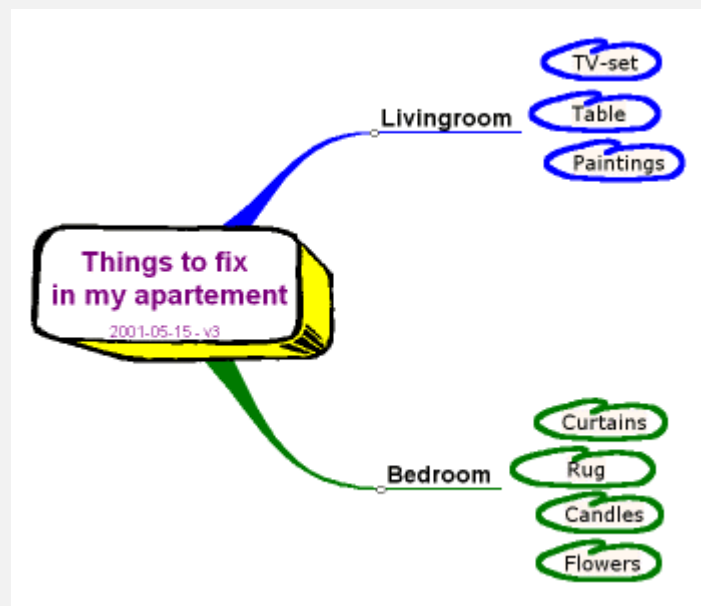 Things to fix
in my apartement
2001-05-15 - v3
Livingroom
TV-set
Table
Paintings
Bedroom
Curtains
Rug
Candles
Flowers